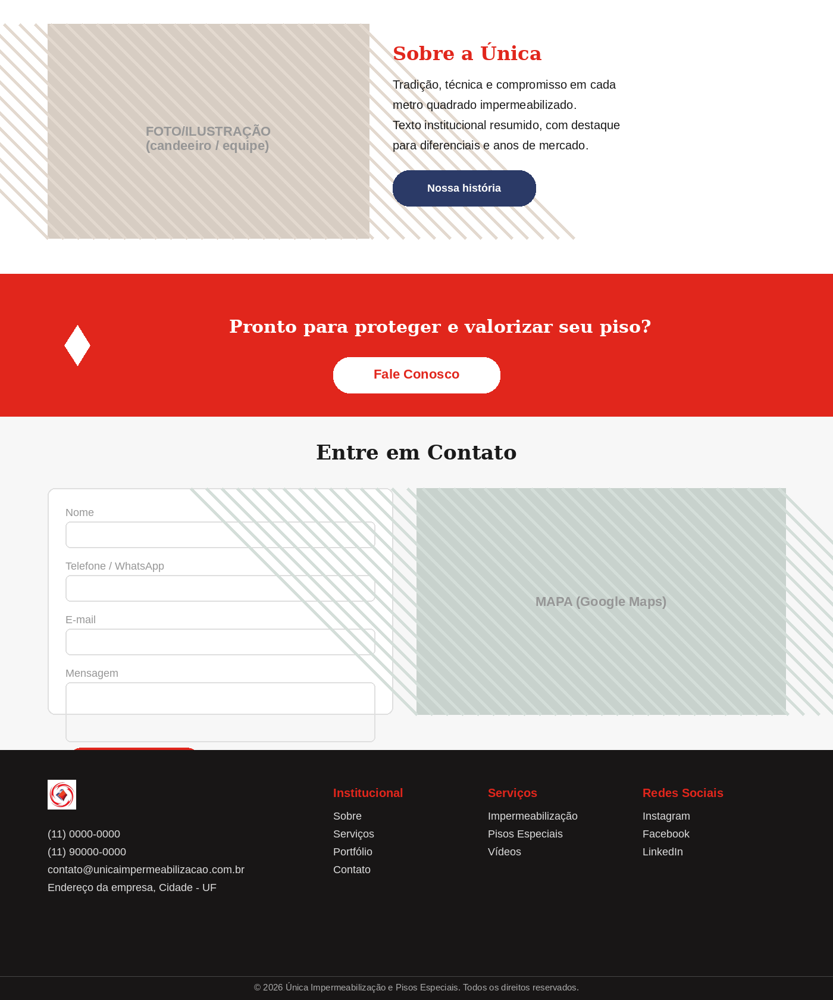 Sobre a Única
Tradição, técnica e compromisso em cada
metro quadrado impermeabilizado.
Texto institucional resumido, com destaque
para diferenciais e anos de mercado.
FOTO/ILUSTRAÇÃO
(candeeiro / equipe)
Nossa história
Pronto para proteger e valorizar seu piso?
Fale Conosco
Entre em Contato
Nome
Telefone / WhatsApp
E-mail
Mensagem
MAPA (Google Maps)
(11) 0000-0000
(11) 90000-0000
contato@unicaimpermeabilizacao.com.br
Endereço da empresa, Cidade - UF
Institucional
Sobre
Serviços
Portfólio
Contato
Serviços
Impermeabilização
Pisos Especiais
Vídeos
Redes Sociais
Instagram
Facebook
LinkedIn
© 2026 Única Impermeabilização e Pisos Especiais. Todos os direitos reservados.